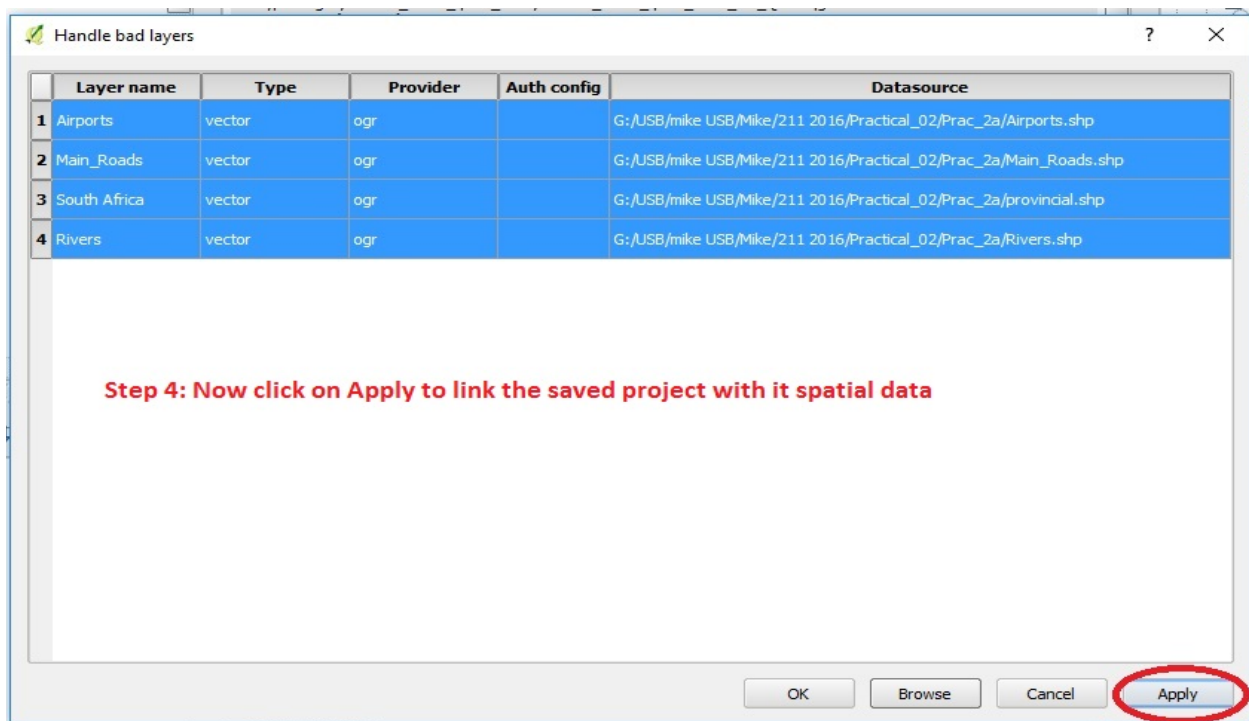 Handle bad layers ?
Layer name Type Provider Auth config Datasource
1 Airports vector ogr G:/USB/mike USB/Mike/211 2016/Practical_02/Prac_2a/Airports.shp
2 Main_Roads vector ogr G:/USB/mike USB/Mike/211 2016/Practical_02/Prac_2a/Main_Roads.shp
3 South Africa vector ogr G:/USB/mike USB/Mike/211 2016/Practical_02/Prac_2a/provincial.shp
4 Rivers vector ogr G:/USB/mike USB/Mike/211 2016/Practical_02/Prac_2a/Rivers.shp
Step 4: Now click on Apply to link the saved project with it spatial data
OK Browse Cancel Apply